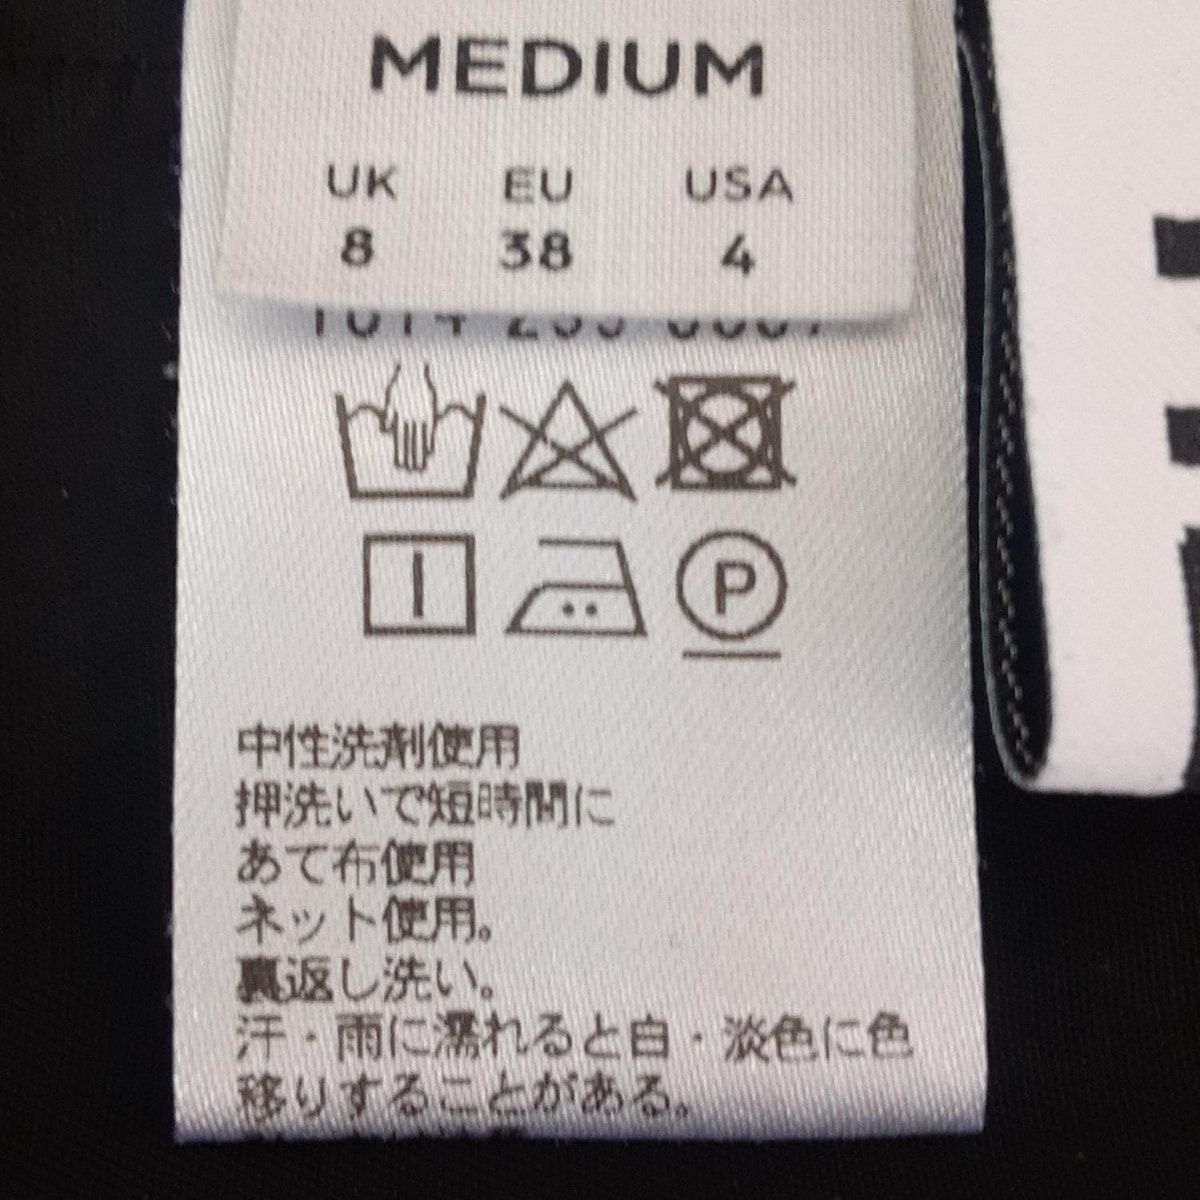 MEDIUM
UK EU USA
8 38 4
P
中性洗剤使用
押洗いで短時間に
あて布使用
ネット使用。
裏返し洗い。
汗・雨に濡れると白・淡色に色
移りすることがある。